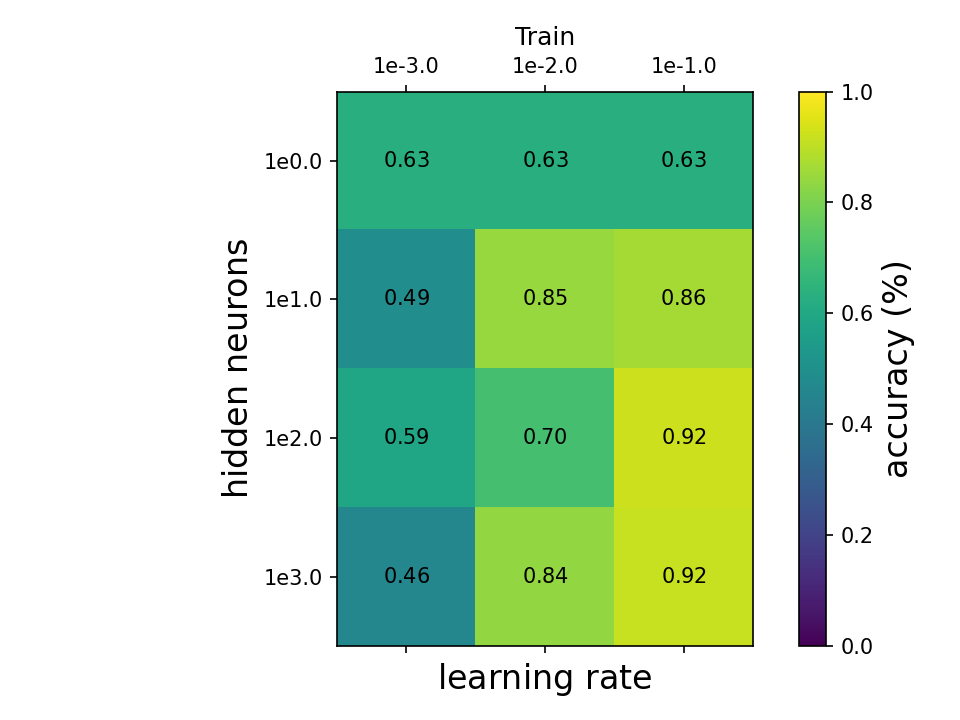 Train
1e-3.0 1e-2.0 1e-1.0
1e0.0 0.63 0.63 0.63
1e1.0 0.49 0.85 0.86
1e2.0 0.59 0.70 0.92
1e3.0 0.46 0.84 0.92
hidden neurons
learning rate
1.0
0.8
0.6
0.4
0.2
0.0
accuracy (%)